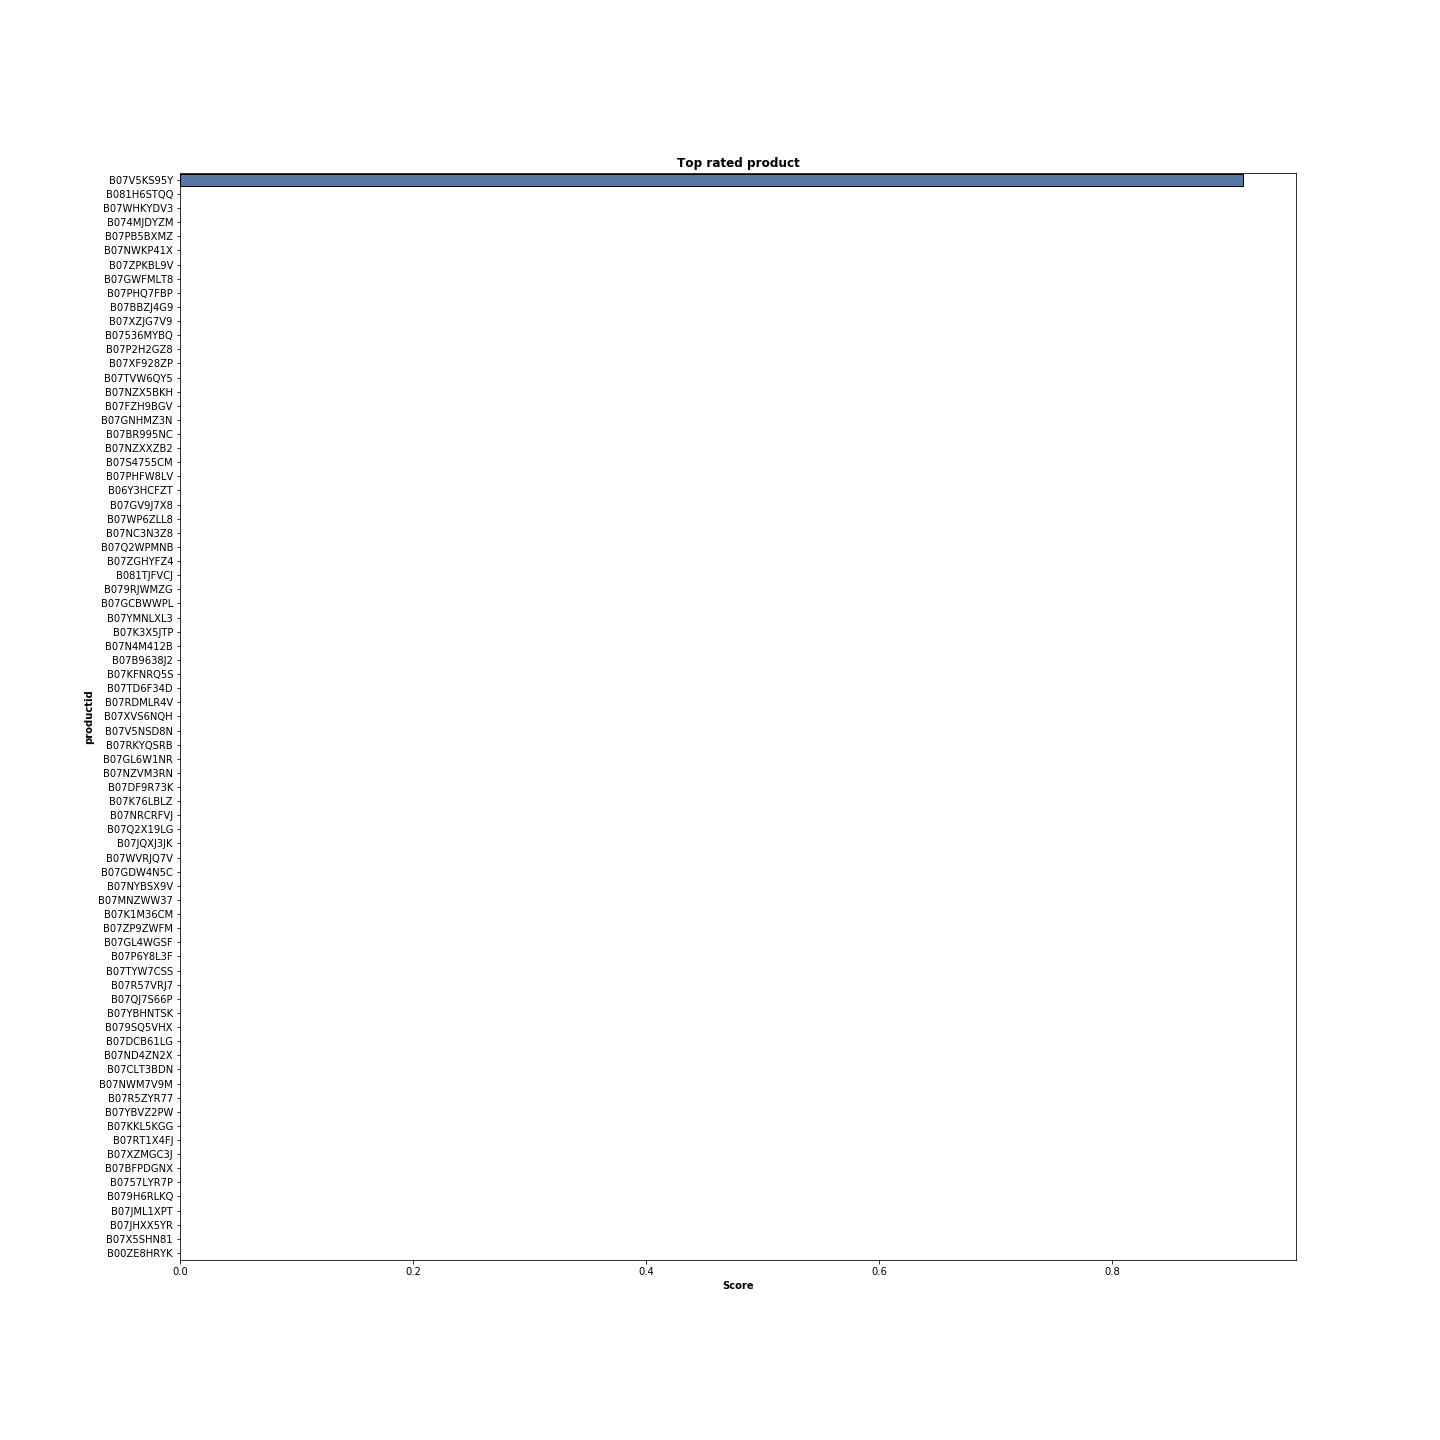 Top rated product
B07V5KS95Y
B081H6STQQ
B07WHKYDV3
B074MJDYZM
B07PB5BXMZ
B07NWKP41X
B07ZPKBL9V
B07GWFMLT8
B07PHQ7FBP
B07BBZJ4G9
B07XZJG7V9
B07536MYBQ
B07P2H2GZ8
B07XF928ZP
B07TVW6QY5
B07NZX5BKH
B07FZH9BGV
B07GNHMZ3N
B07BR995NC
B07NZXXZB2
B07S4755CM
B07PHFW8LV
B06Y3HCFZT
B07GV9J7X8
B07WP6ZLL8
B07NC3N3Z8
B07Q2WPMNB
B07ZGHYFZ4
B081TJFVCJ
B079RJWMZG
B07GCBWWPL
B07YMNLXL3
B07K3X5JTP
B07N4M412B
B07B9638J2
B07KFNRQ5S
B07TD6F34D
B07RDMLR4V
B07XVS6NQH
B07V5NSD8N
B07RKYQSRB
B07GL6W1NR
B07NZVM3RN
B07DF9R73K
B07K76LBLZ
B07NRCRFVJ
B07Q2X19LG
B07JQXJ3JK
B07WVRJQ7V
B07GDW4N5C
B07NYBSX9V
B07MNZWW37
B07K1M36CM
B07ZP9ZWFM
B07GL4WGSF
B07P6Y8L3F
B07TYW7CSS
B07R57VRJ7
B07QJ7S66P
B07YBHNTSK
B079SQ5VHX
B07DCB61LG
B07ND4ZN2X
B07CLT3BDN
B07NWM7V9M
B07R5ZYR77
B07YBVZ2PW
B07KKL5KGG
B07RT1X4FJ
B07XZMGC3J
B07BFPDGNX
B0757LYR7P
B079H6RLKQ
B07JML1XPT
B07JHXX5YR
B07X5SHN81
B00ZE8HRYK
productid
0.0 0.2 0.4 0.6 0.8
Score